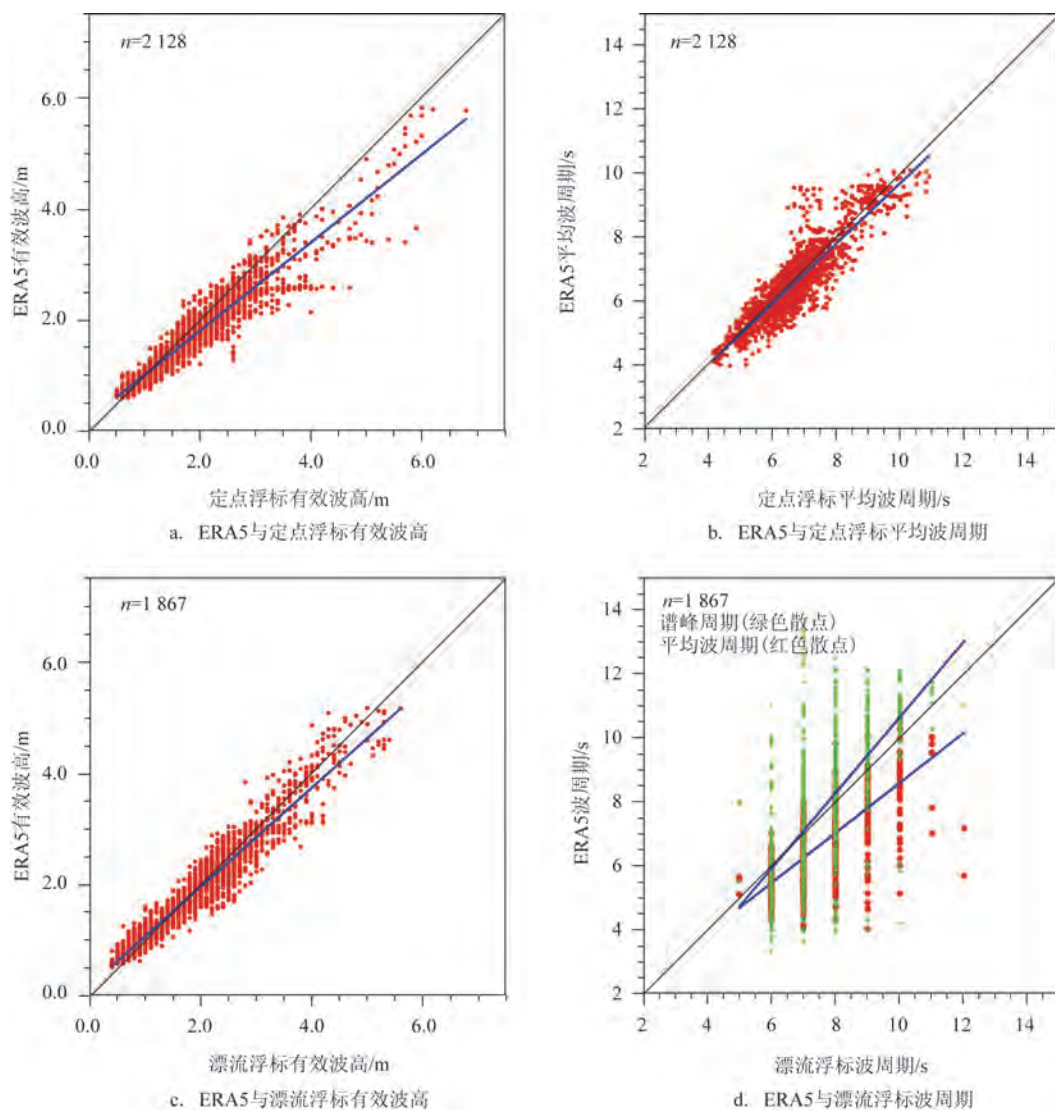 n=2 128
6.0
4.0
2.0
0.0
0.0 2.0 4.0 6.0
ERA5有效波高/m
定点浮标有效波高/m
a. ERA5与定点浮标有效波高
n=2 128
14
12
10
8
6
4
2
2 4 6 8 10 12 14
ERA5平均波周期/s
定点浮标平均波周期/s
b. ERA5与定点浮标平均波周期
n=1 867
6.0
4.0
2.0
0.0
0.0 2.0 4.0 6.0
ERA5有效波高/m
漂流浮标有效波高/m
c. ERA5与漂流浮标有效波高
n=1 867
谱峰周期(绿色散点)
平均波周期(红色散点)
14
12
10
8
6
4
2
2 4 6 8 10 12 14
ERA5波周期/s
漂流浮标波周期/s
d. ERA5与漂流浮标波周期